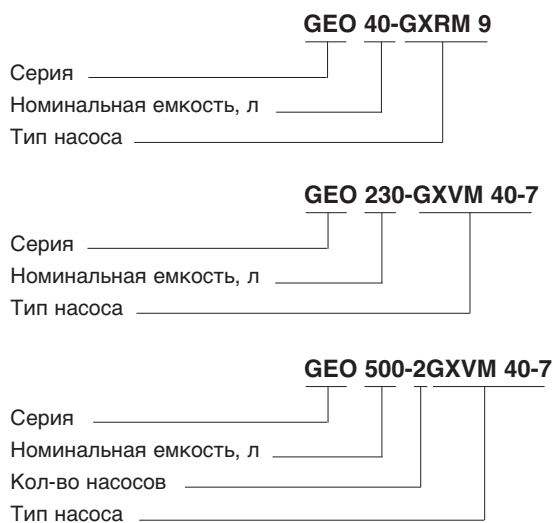 GEO 40-GXRM 9
Серия
Номинальная емкость, л
Тип насоса
GEO 230-GXVM 40-7
Серия
Номинальная емкость, л
Тип насоса
GEO 500-2GXVM 40-7
Серия
Номинальная емкость, л
Кол-во насосов
Тип насоса